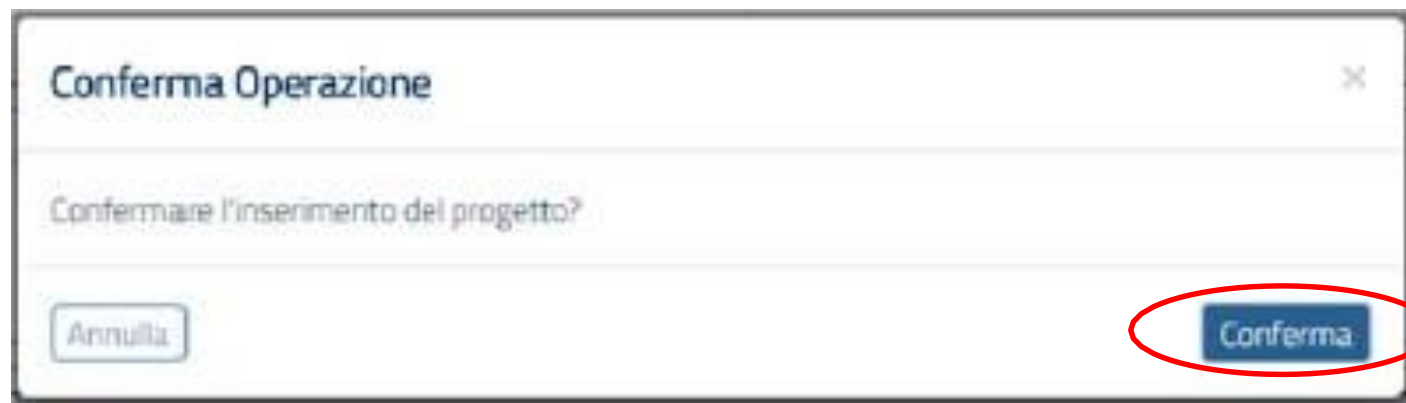 Conferma Operazione
Confermare l'inserimento del progetto?
Annulla
Conferma